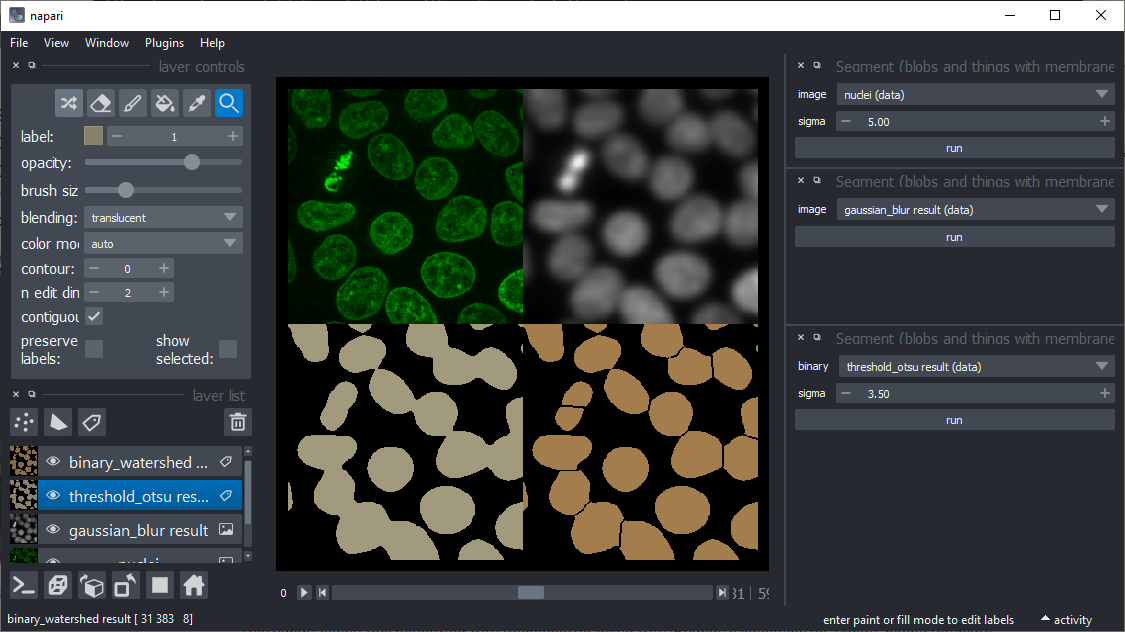 napari
File View Window Plugins Help
layer controls
label: 1
opacity:
brush siz
blending: translucent
color mo auto
contour: 0
n edit din 2
contiguou
preserve labels:
show selected:
layer list
binary_watershed ...
threshold_otsu res...
gaussian_blur result
nuclei
0
31 | 59
Segment (blobs and things with membrane
image nuclei (data)
sigma 5.00
run
Segment (blobs and things with membrane
image gaussian_blur result (data)
run
Segment (blobs and things with membrane
binary threshold_otsu result (data)
sigma 3.50
run
binary_watershed result [ 31 383 8]
enter paint or fill mode to edit labels
activity